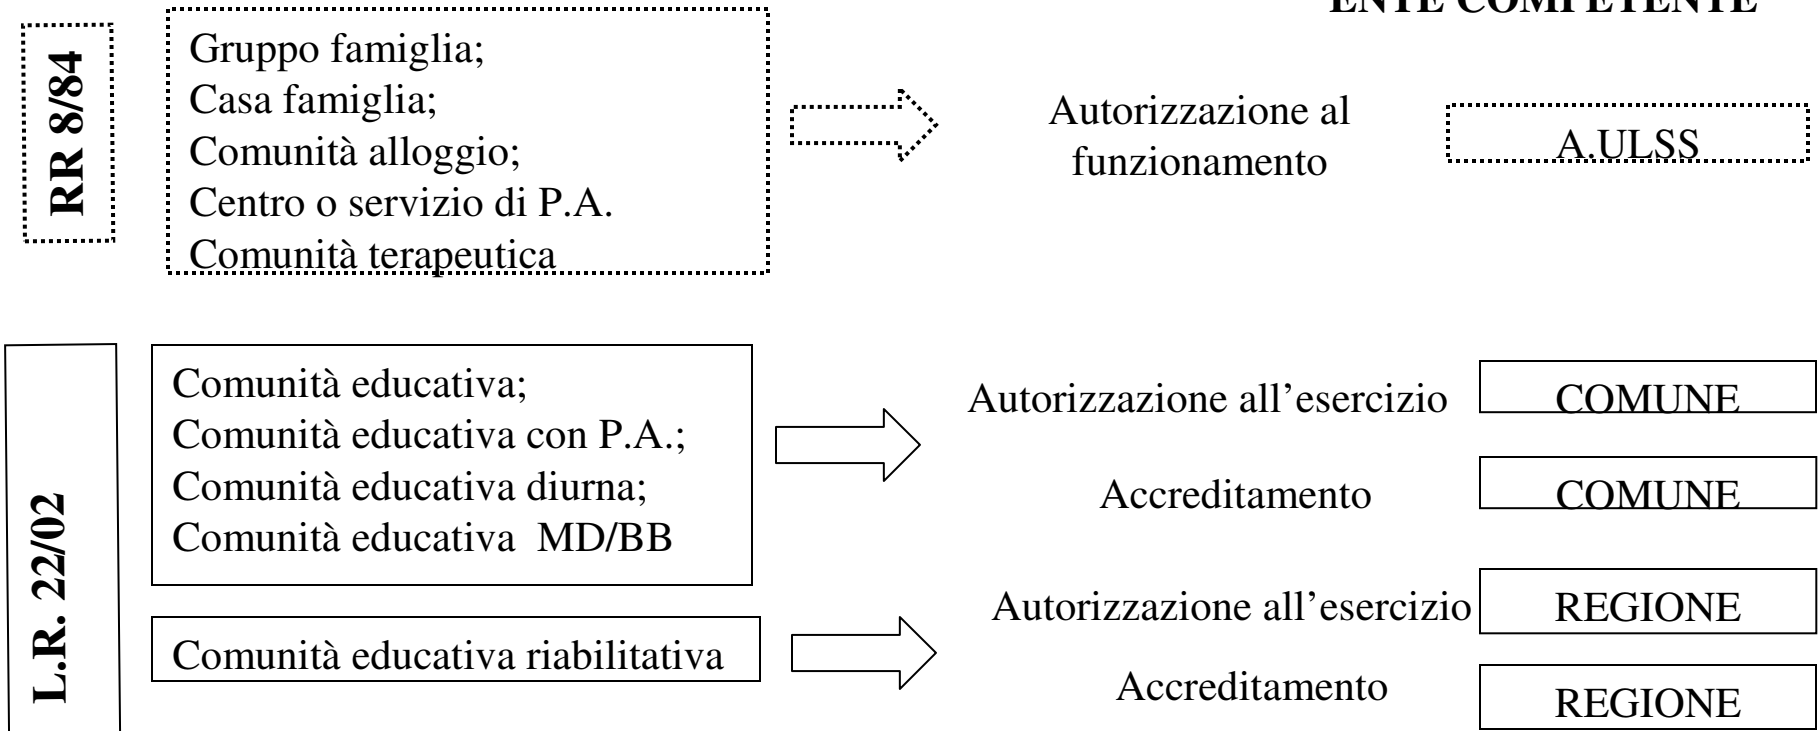 ENTE COMPETENTE
RR 8/84
Gruppo famiglia;
Casa famiglia;
Comunità alloggio;
Centro o servizio di P.A.
Comunità terapeutica
Autorizzazione al
funzionamento
A.ULSS
L.R. 22/02
Comunità educativa;
Comunità educativa con P.A.;
Comunità educativa diurna;
Comunità educativa  MD/BB
Autorizzazione all’esercizio
COMUNE
Accreditamento
COMUNE
Comunità educativa riabilitativa
Autorizzazione all’esercizio
REGIONE
Accreditamento
REGIONE